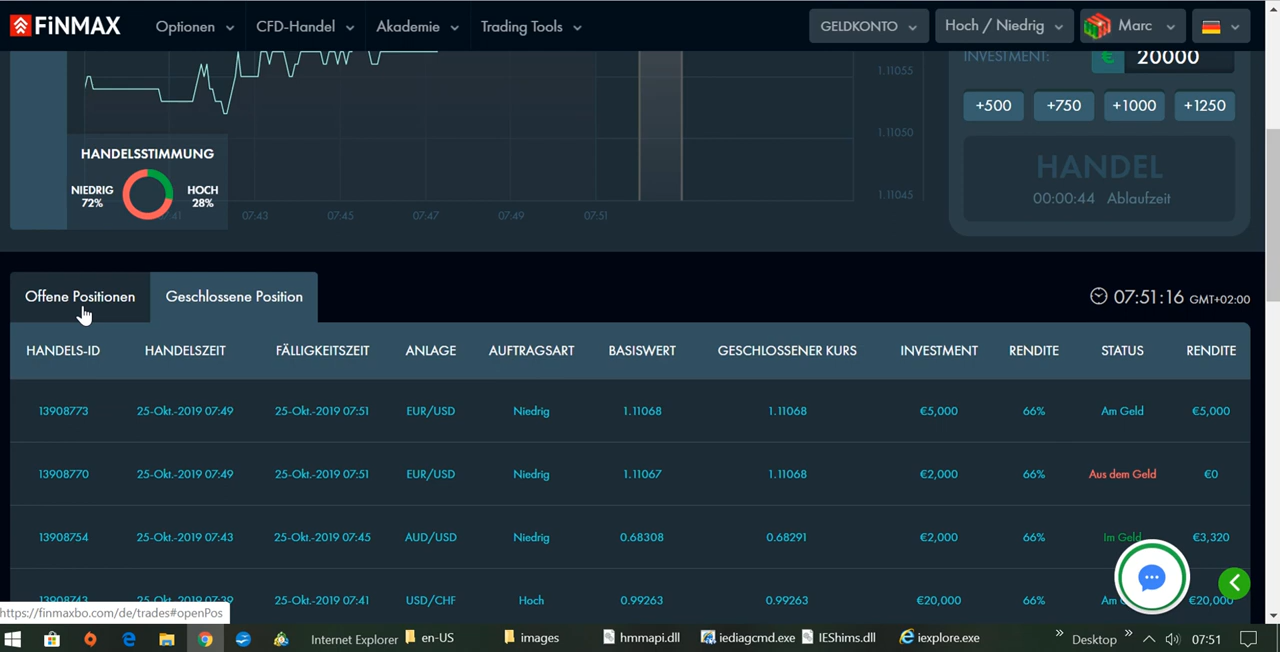 FiNMAX Optionen CFD-Handel Akademie Trading Tools GELDKONTO Hoch / Niedrig Marc
INVESTMENT: € 20000
1.11055
+500 +750 +1000 +1250
1.11050
HANDELSSTIMMUNG
HANDEL
NIEDRIG 72% HOCH 28%
00:00:44 Ablaufzeit
1.11045
:41 07:43 07:45 07:47 07:49 07:51
Offene Positionen Geschlossene Position 07:51:16 GMT+02:00
HANDELS-ID HANDELSZEIT FÄLLIGKEITSZEIT ANLAGE AUFTRAGSART BASISWERT GESCHLOSSENER KURS INVESTMENT RENDITE STATUS RENDITE
13908773 25-Okt.-2019 07:49 25-Okt.-2019 07:51 EUR/USD Niedrig 1.11068 1.11068 €5,000 66% Am Geld €5,000
13908770 25-Okt.-2019 07:49 25-Okt.-2019 07:51 EUR/USD Niedrig 1.11067 1.11068 €2,000 66% Aus dem Geld €0
13908754 25-Okt.-2019 07:43 25-Okt.-2019 07:45 AUD/USD Niedrig 0.68308 0.68291 €2,000 66% Im Geld €3,320
13908743 25-Okt.-2019 07:39 25-Okt.-2019 07:41 USD/CHF Hoch 0.99263 0.99263 €20,000 66% Am €20,000
https://finmaxbo.com/de/trades#openPos
Internet Explorer en-US images hmmapi.dll iediagcmd.exe IEShims.dll iexplore.exe » Desktop » 07:51